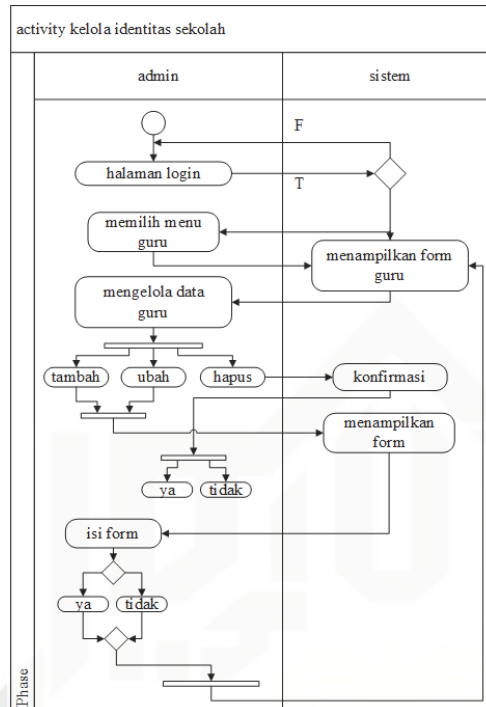 activity kelola identitas sekolah
admin
sistem
F
halaman login
T
memilih menu
guru
menampilkan form
guru
mengelola data
guru
tambah
ubah
hapus
konfirmasi
menampilkan
form
ya
tidak
isi form
ya
tidak
Phase